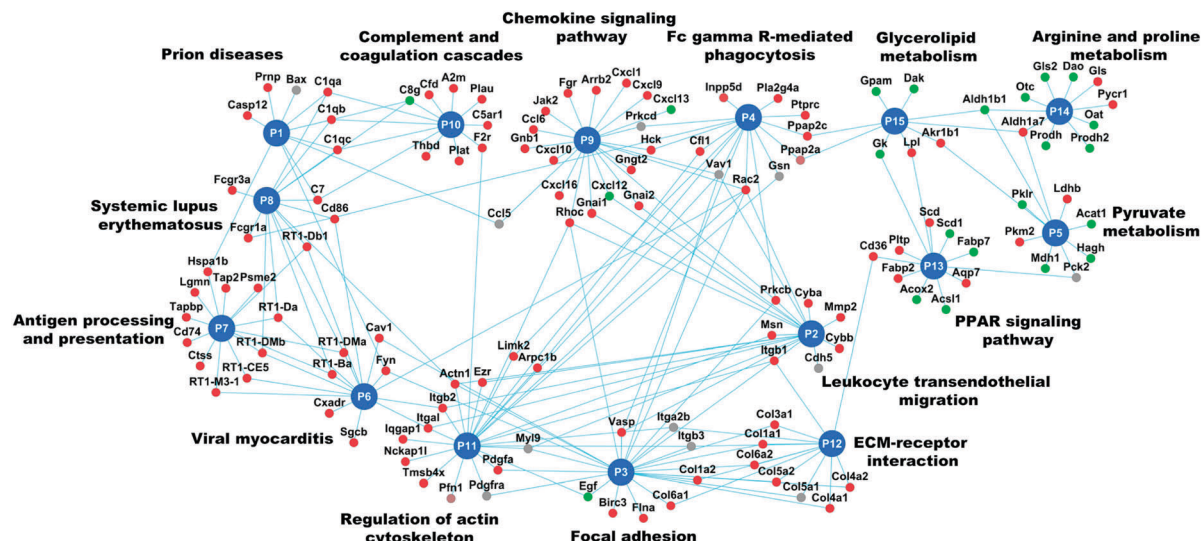 Chemokine signaling
pathway
Prion diseases
Complement and
coagulation cascades
Fc gamma R-mediated
phagocytosis
Glycerolipid
metabolism
Arginine and proline
metabolism
Prnp
Bax
C1qa
Casp12
C1qb
P1
C1qc
C8g
Cfd
A2m
Plau
C5ar1
P10
F2r
Thbd
Plat
Fgr
Arrb2
Cxcl1
Cxcl9
Jak2
Cxcl13
Ccl6
Prkcd
Gnb1
P9
Hck
Cxcl10
Gngt2
Cxcl16
Cxcl12
Gnai2
Gnai1
Rhoc
Ccl5
Inpp5d
Pla2g4a
Ptprc
P4
Ppap2c
Cfl1
Ppap2a
Vav1
Gsn
Rac2
Gpam
Dak
P15
Aldh1b1
Akr1b1
Gk
Lpl
Gls2
Dao
Gls
Otc
Pycr1
P14
Aldh1a7
Oat
Prodh
Prodh2
Fcgr3a
P8
C7
Systemic lupus
erythematosus
Cd86
Fcgr1a
RT1-Db1
Pklr
Ldhb
Acat1
P5
Pyruvate
metabolism
Pkm2
Hagh
Mdh1
Pck2
Scd
Scd1
Pltp
Cd36
Fabp7
P13
Fabp2
Aqp7
Acox2
Acsl1
PPAR signaling
pathway
Hspa1b
Lgmn
Tap2
Psme2
Tapbp
RT1-Da
P7
Antigen processing
and presentation
Cd74
Ctss
RT1-DMb
RT1-DMa
Cav1
RT1-CE5
RT1-Ba
Fyn
RT1-M3-1
P6
Cxadr
Sgcb
Viral myocarditis
Prkcb
Cyba
Mmp2
Msn
P2
Cybb
Itgb1
Cdh5
Leukocyte transendothelial
migration
Limk2
Arpc1b
Actn1
Ezr
Itgb2
Itgal
Iqgap1
P11
Myl9
Nckap1l
Pdgfa
Tmsb4x
Pfn1
Pdgfra
Regulation of actin
cytoskeleton
Vasp
Itga2b
Itgb3
P3
Egf
Birc3
Flna
Col6a1
Col1a2
Focal adhesion
Col3a1
Col1a1
P12
ECM-receptor
interaction
Col6a2
Col5a2
Col4a2
Col5a1
Col4a1